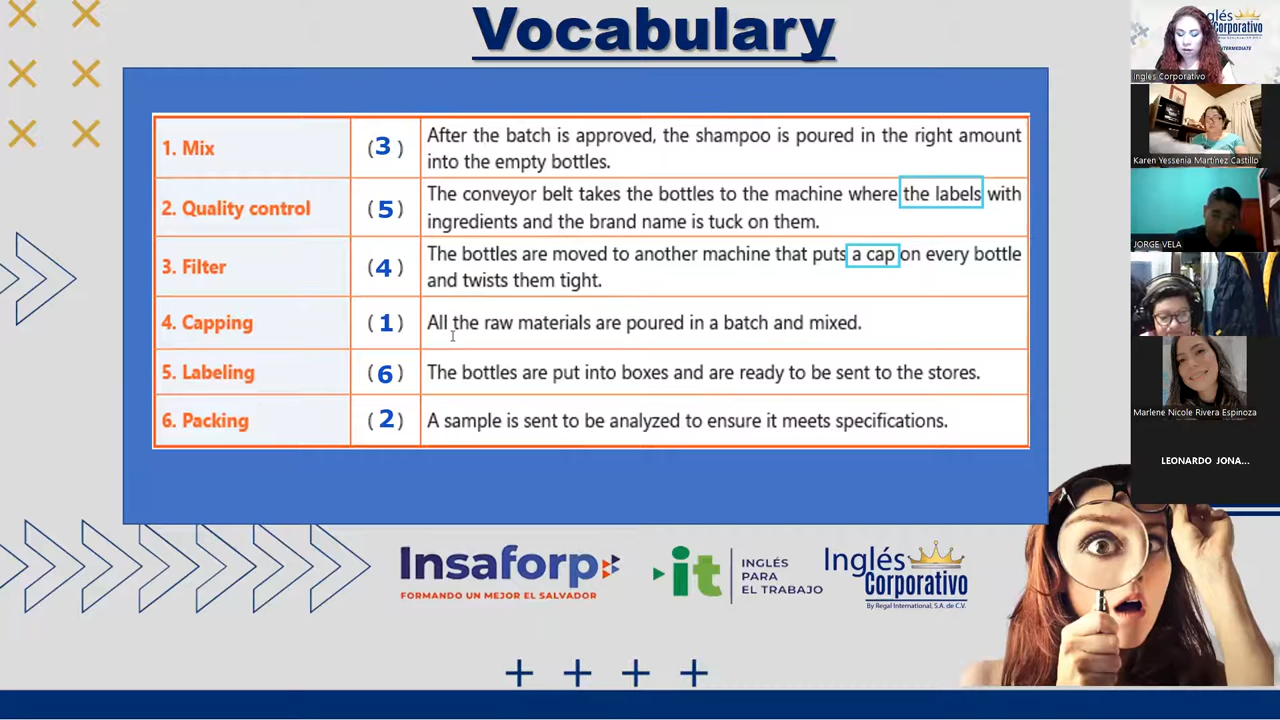 Vocabulary
1. Mix
(3)
After the batch is approved, the shampoo is poured in the right amount
into the empty bottles.
2. Quality control
(5)
The conveyor belt takes the bottles to the machine where the labels with
ingredients and the brand name is tuck on them.
3. Filter
(4)
The bottles are moved to another machine that puts a cap on every bottle
and twists them tight.
4. Capping
(1)
All the raw materials are poured in a batch and mixed.
5. Labeling
(6)
The bottles are put into boxes and are ready to be sent to the stores.
6. Packing
(2)
A sample is sent to be analyzed to ensure it meets specifications.
Insaforp
FORMANDO UN MEJOR EL SALVADOR
it
INGLÉS
PARA
EL TRABAJO
Inglés
Corporativo
By Regal International, S.A. de C.V.
glés
Corporativo
Ingles Corporativo
Karen Yessenia Martínez Castillo
JORGE VELA
Marlene Nicole Rivera Espinoza
LEONARDO JONA...